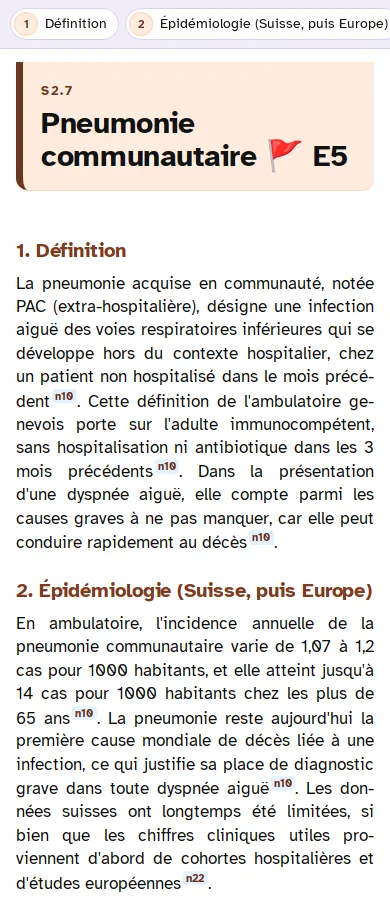 1 Définition 2 Épidémiologie (Suisse, puis Europe)
S2.7
Pneumonie
communautaire 🚩 E5
1. Définition
La pneumonie acquise en communauté, notée
PAC (extra-hospitalière), désigne une infection
aiguë des voies respiratoires inférieures qui se
développe hors du contexte hospitalier, chez
un patient non hospitalisé dans le mois précé-
dent n10. Cette définition de l'ambulatoire ge-
nevois porte sur l'adulte immunocompétent,
sans hospitalisation ni antibiotique dans les 3
mois précédents n10. Dans la présentation
d'une dyspnée aiguë, elle compte parmi les
causes graves à ne pas manquer, car elle peut
conduire rapidement au décès n10.
2. Épidémiologie (Suisse, puis Europe)
En ambulatoire, l'incidence annuelle de la
pneumonie communautaire varie de 1,07 à 1,2
cas pour 1000 habitants, et elle atteint jusqu'à
14 cas pour 1000 habitants chez les plus de
65 ans n10. La pneumonie reste aujourd'hui la
première cause mondiale de décès liée à une
infection, ce qui justifie sa place de diagnostic
grave dans toute dyspnée aiguë n10. Les don-
nées suisses ont longtemps été limitées, si
bien que les chiffres cliniques utiles pro-
viennent d'abord de cohortes hospitalières et
d'études européennes n22.